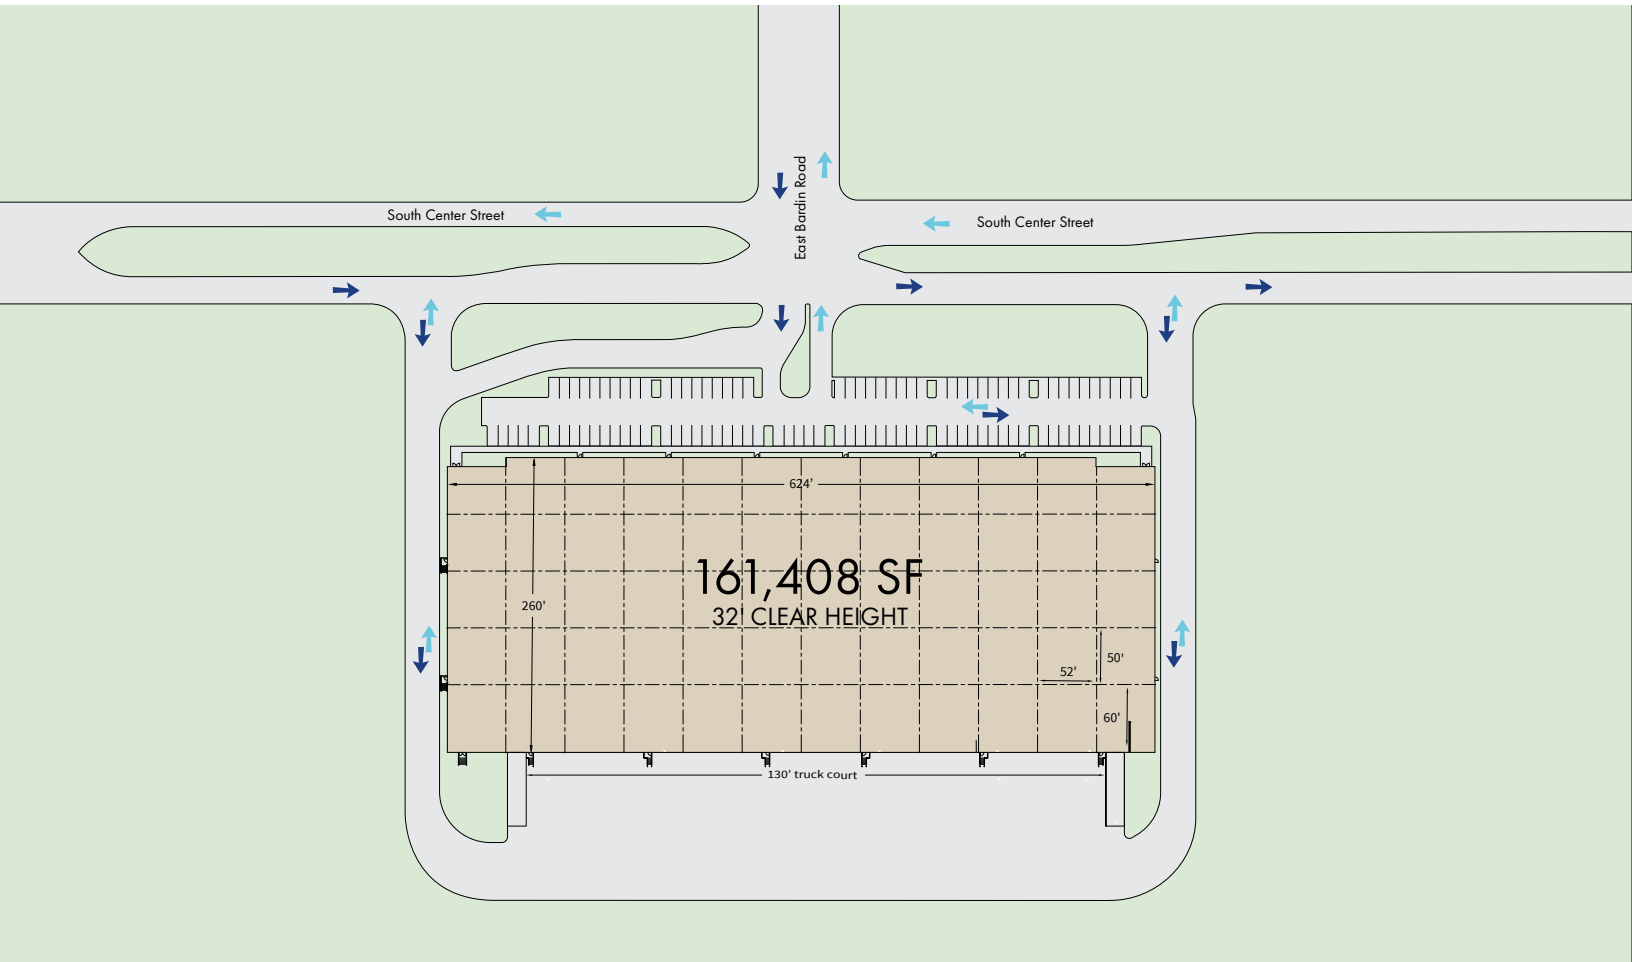 East Bardin Road
South Center Street
South Center Street
624'
161,408 SF
32' CLEAR HEIGHT
260'
50'
52'
60'
130' truck court